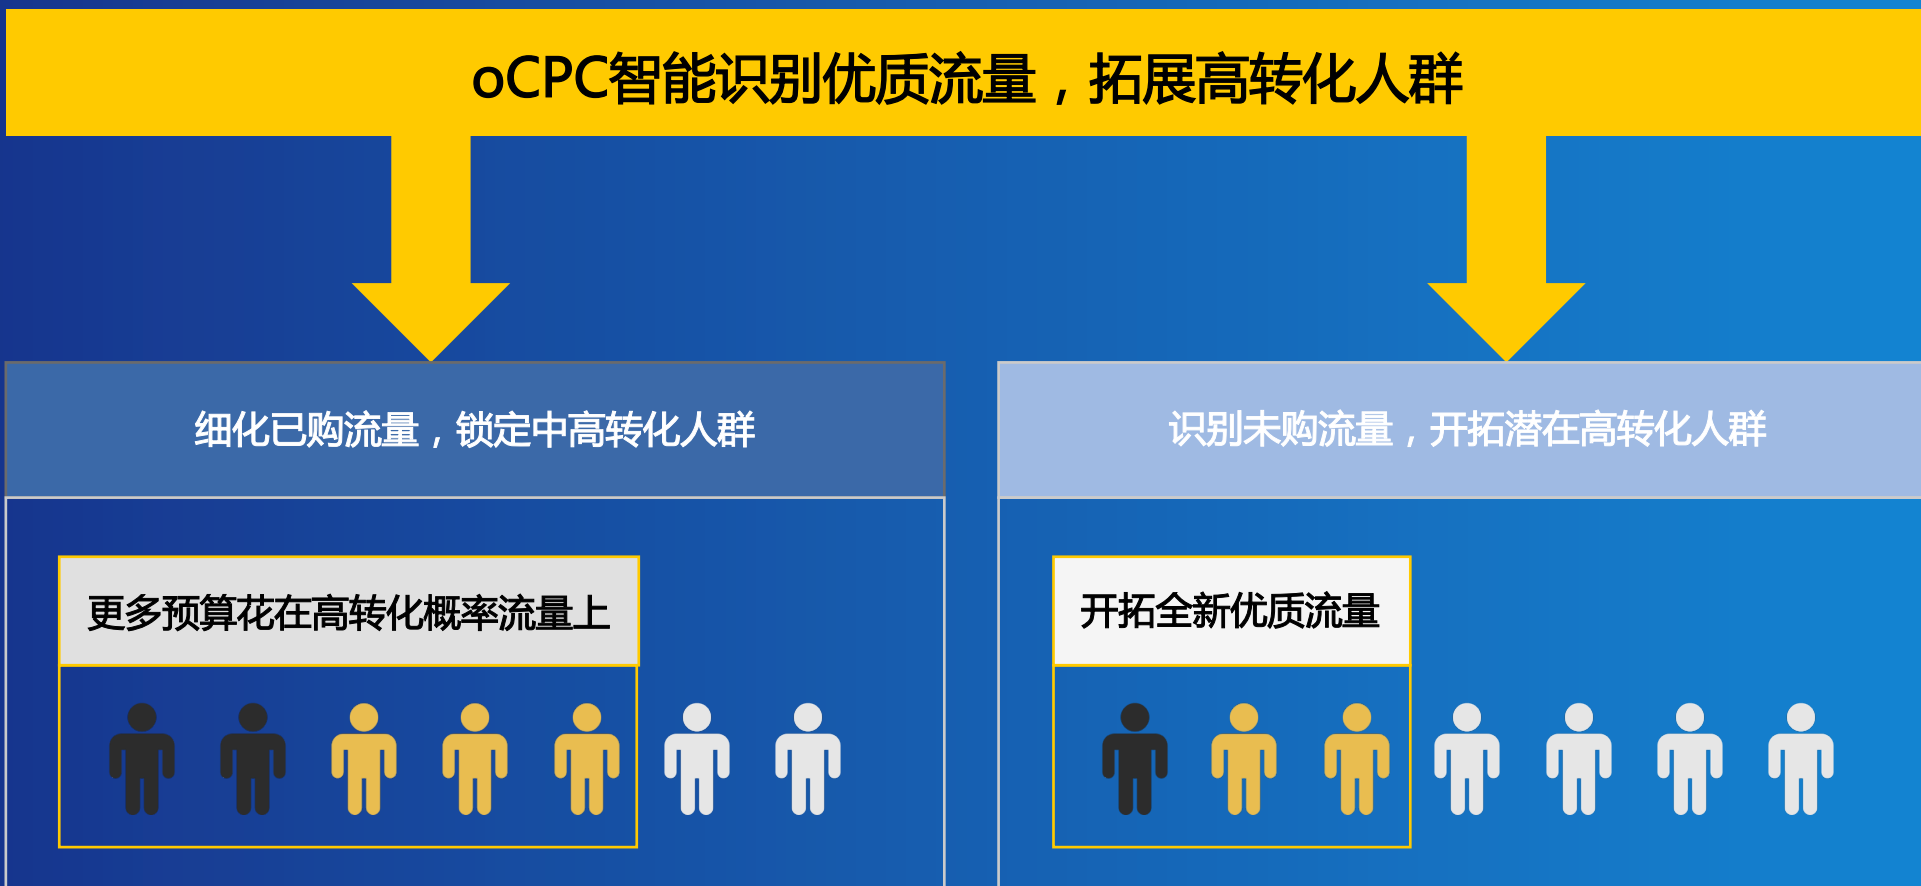 oCPC智能识别优质流量，拓展高转化人群
细化已购流量，锁定中高转化人群
识别未购流量，开拓潜在高转化人群
更多预算花在高转化概率流量上
开拓全新优质流量